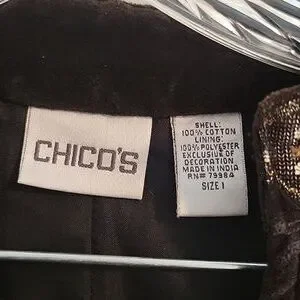 CHICO'S
SHELL:
100% COTTON
LINING:
100% POLYESTER
EXCLUSIVE OF
DECORATION
MADE IN INDIA
RN# 79984
SIZE 1